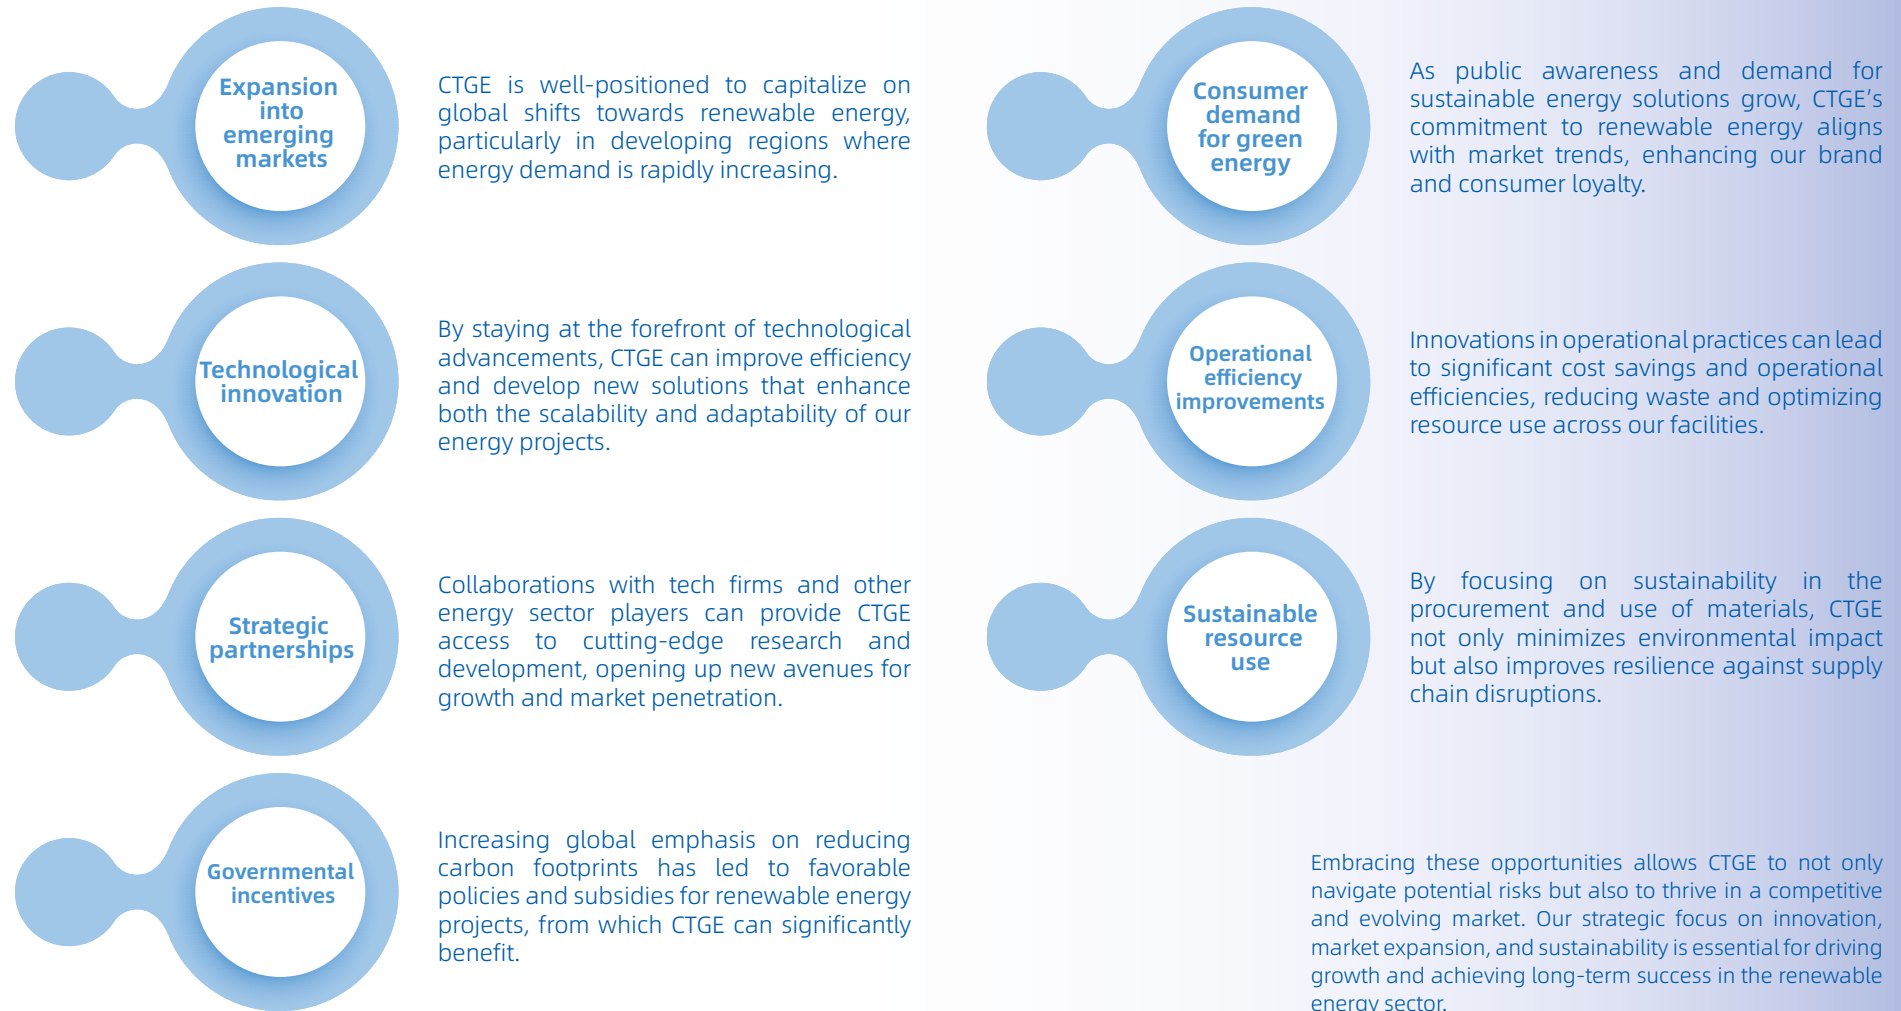 Expansion
into
emerging
markets
CTGE is well-positioned to capitalize on
global shifts towards renewable energy,
particularly in developing regions where
energy demand is rapidly increasing.
Technological
innovation
By staying at the forefront of technological
advancements, CTGE can improve efficiency
and develop new solutions that enhance
both the scalability and adaptability of our
energy projects.
Strategic
partnerships
Collaborations with tech firms and other
energy sector players can provide CTGE
access to cutting-edge research and
development, opening up new avenues for
growth and market penetration.
Governmental
incentives
Increasing global emphasis on reducing
carbon footprints has led to favorable
policies and subsidies for renewable energy
projects, from which CTGE can significantly
benefit.
Consumer
demand
for green
energy
As public awareness and demand for
sustainable energy solutions grow, CTGE’s
commitment to renewable energy aligns
with market trends, enhancing our brand
and consumer loyalty.
Operational
efficiency
improvements
Innovations in operational practices can lead
to significant cost savings and operational
efficiencies, reducing waste and optimizing
resource use across our facilities.
Sustainable
resource
use
By focusing on sustainability in the
procurement and use of materials, CTGE
not only minimizes environmental impact
but also improves resilience against supply
chain disruptions.
Embracing these opportunities allows CTGE to not only
navigate potential risks but also to thrive in a competitive
and evolving market. Our strategic focus on innovation,
market expansion, and sustainability is essential for driving
growth and achieving long-term success in the renewable
energy sector.